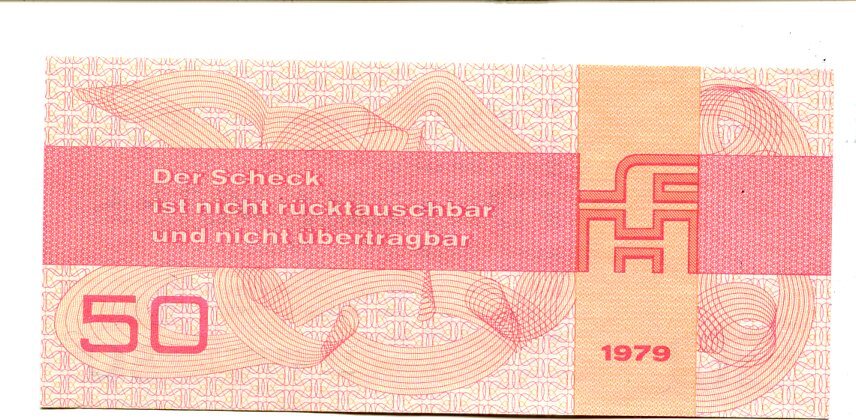 Der Scheck
ist nicht rücktauschbar
und nicht übertragbar
50
1979